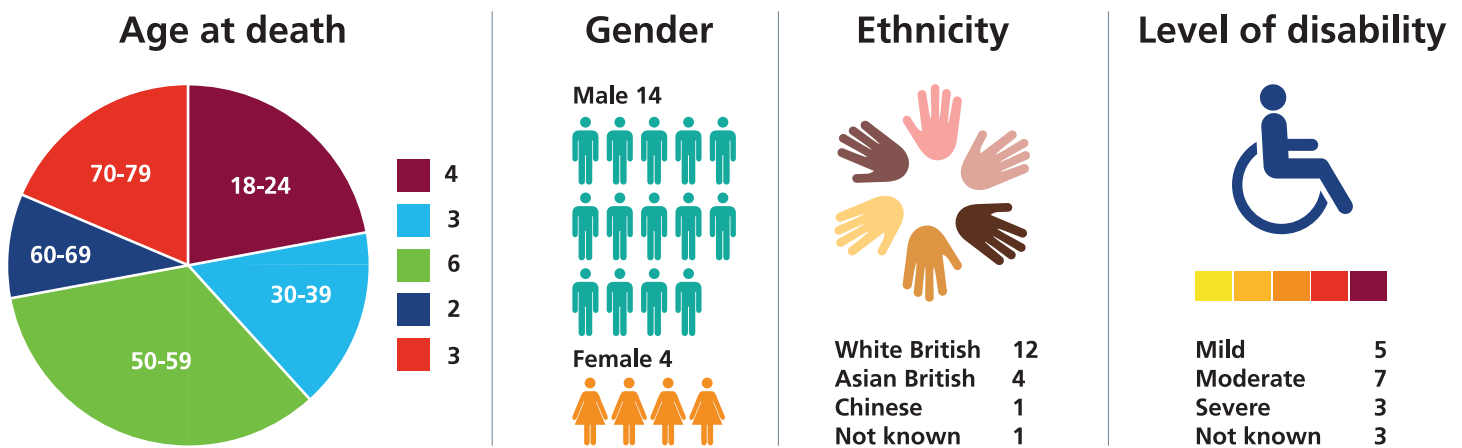 Age at death
70-79
18-24
60-69
30-39
50-59
4
3
6
2
3
Gender
Male 14
Female 4
Ethnicity
White British 12
Asian British 4
Chinese 1
Not known 1
Level of disability
Mild 5
Moderate 7
Severe 3
Not known 3